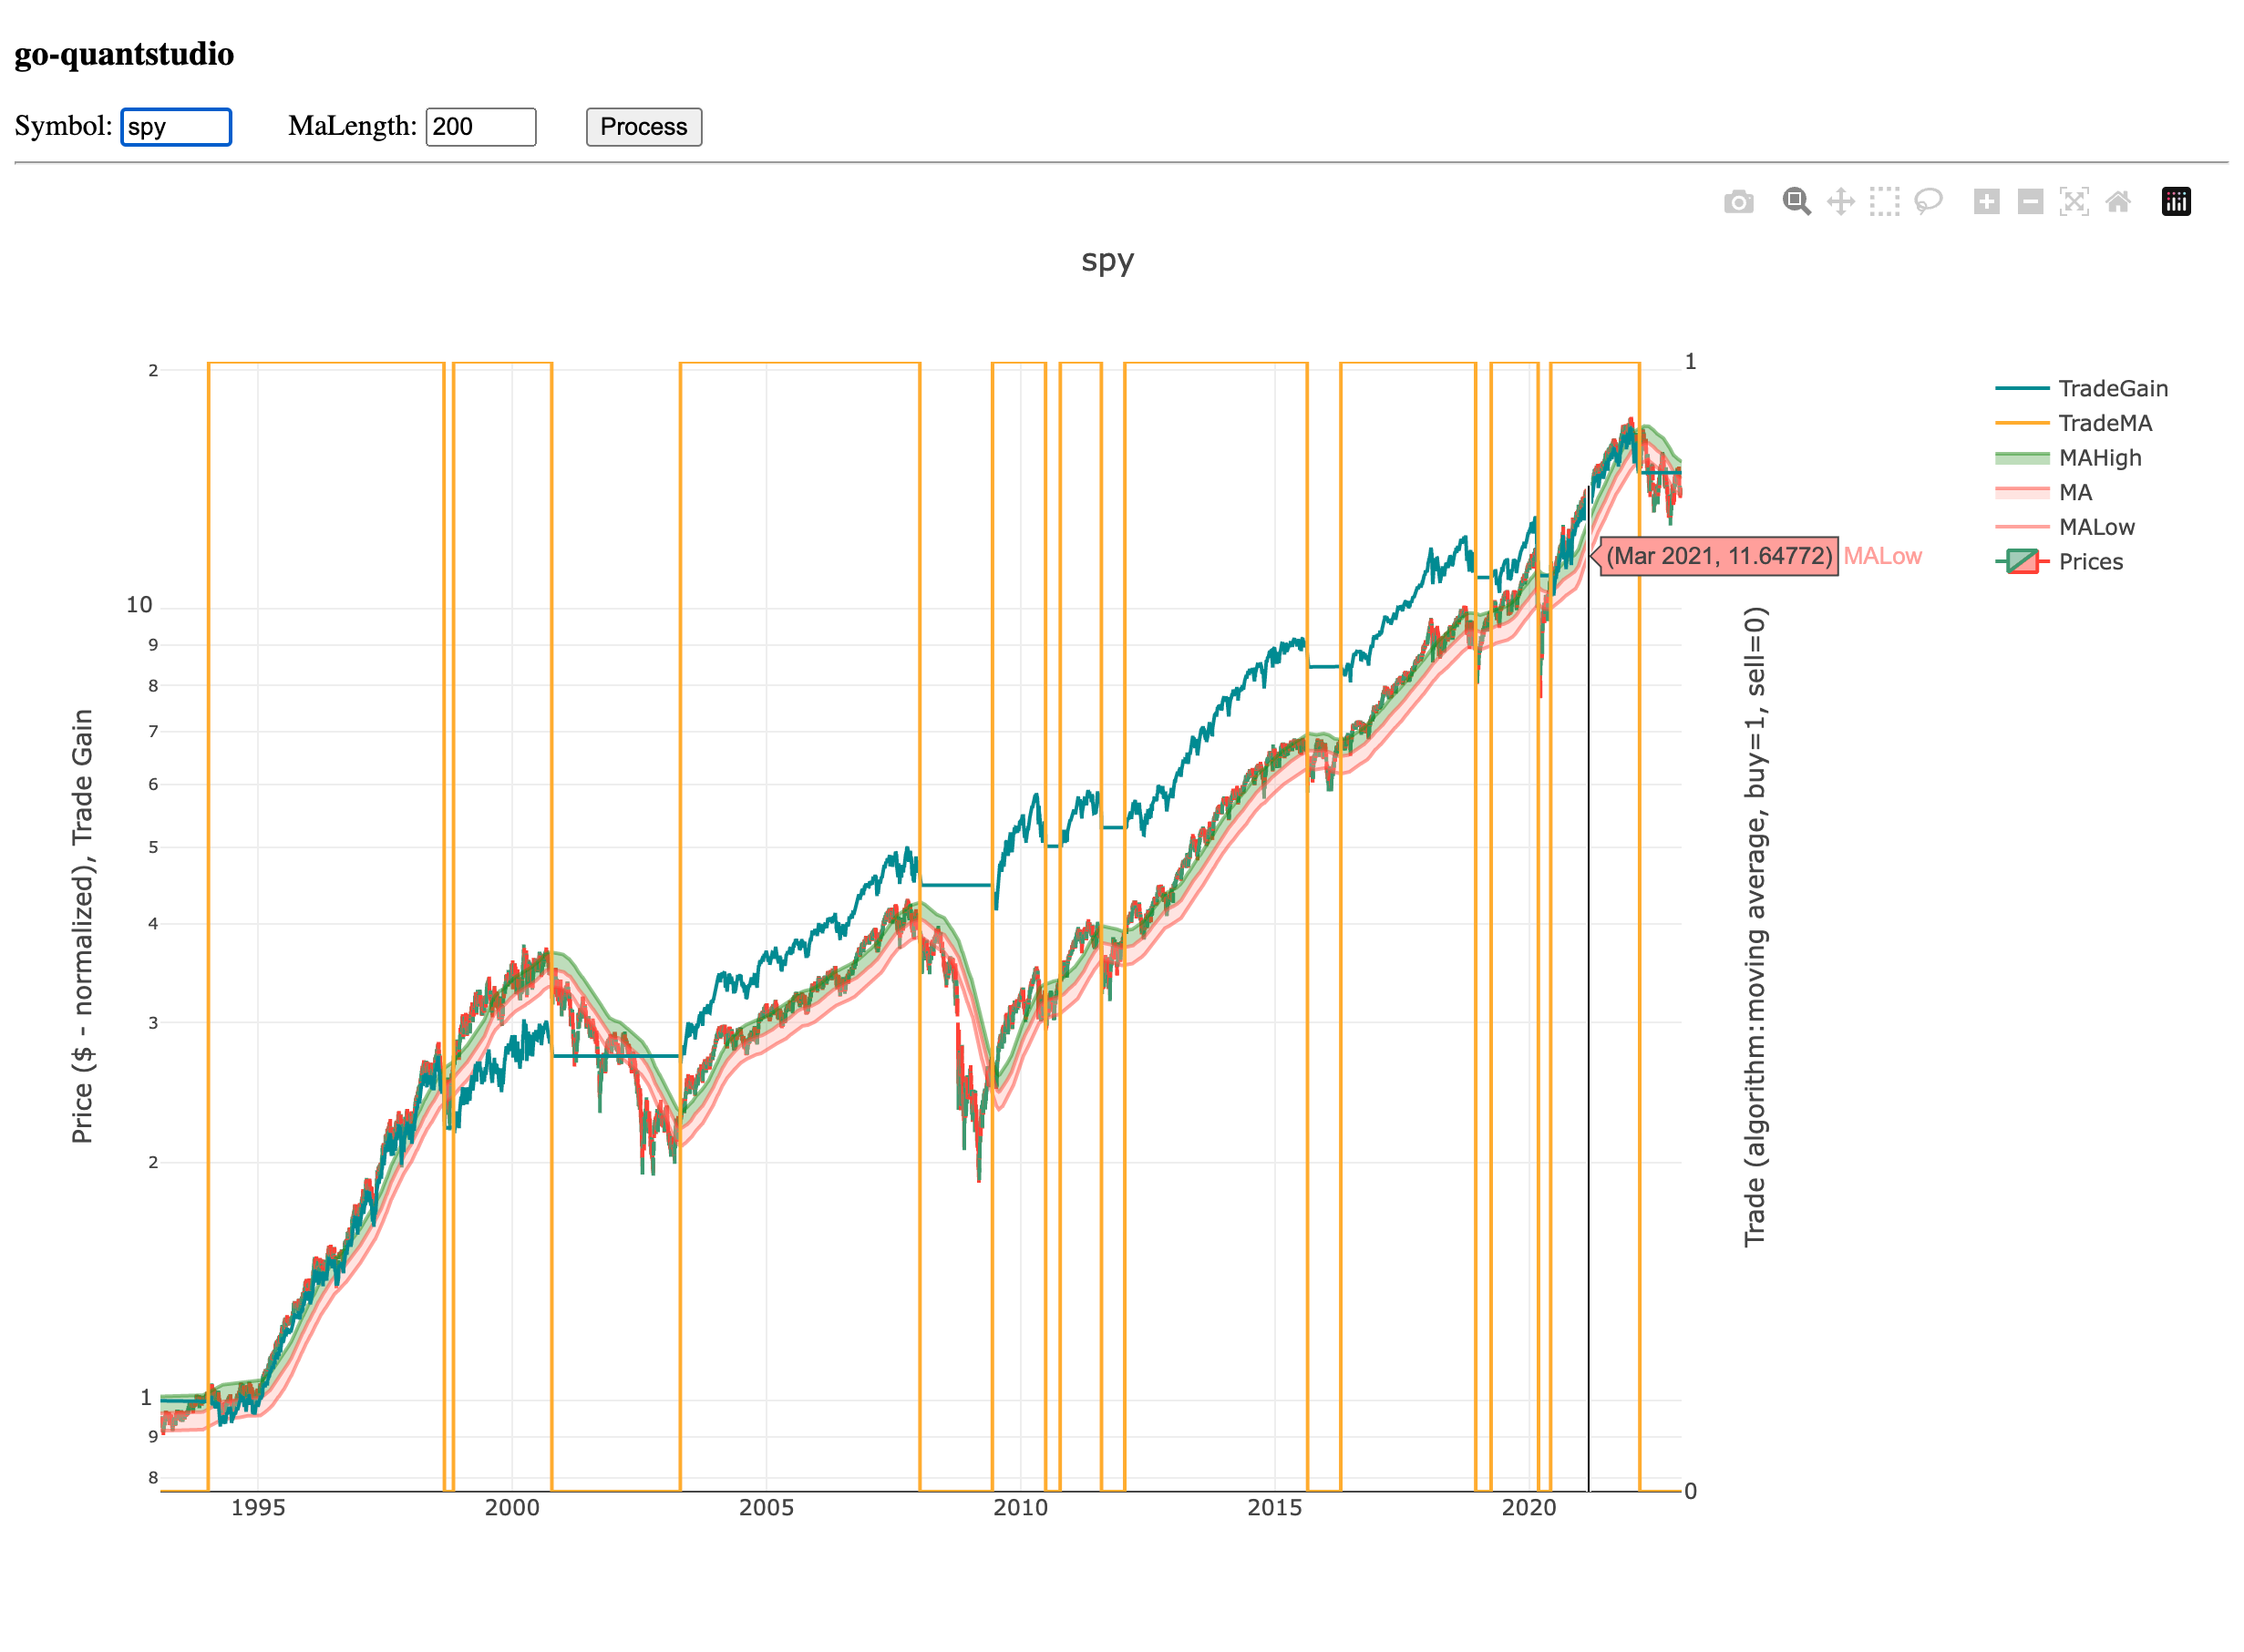 go-quantstudio
Symbol: spy MaLength: 200 Process
spy
2
10
9
8
7
6
5
4
3
2
1
9
8
Price ($ - normalized), Trade Gain
1995 2000 2005 2010 2015 2020
1
0
Trade (algorithm:moving average, buy=1, sell=0)
(Mar 2021, 11.64772) MALow
TradeGain
TradeMA
MAHigh
MA
MALow
Prices